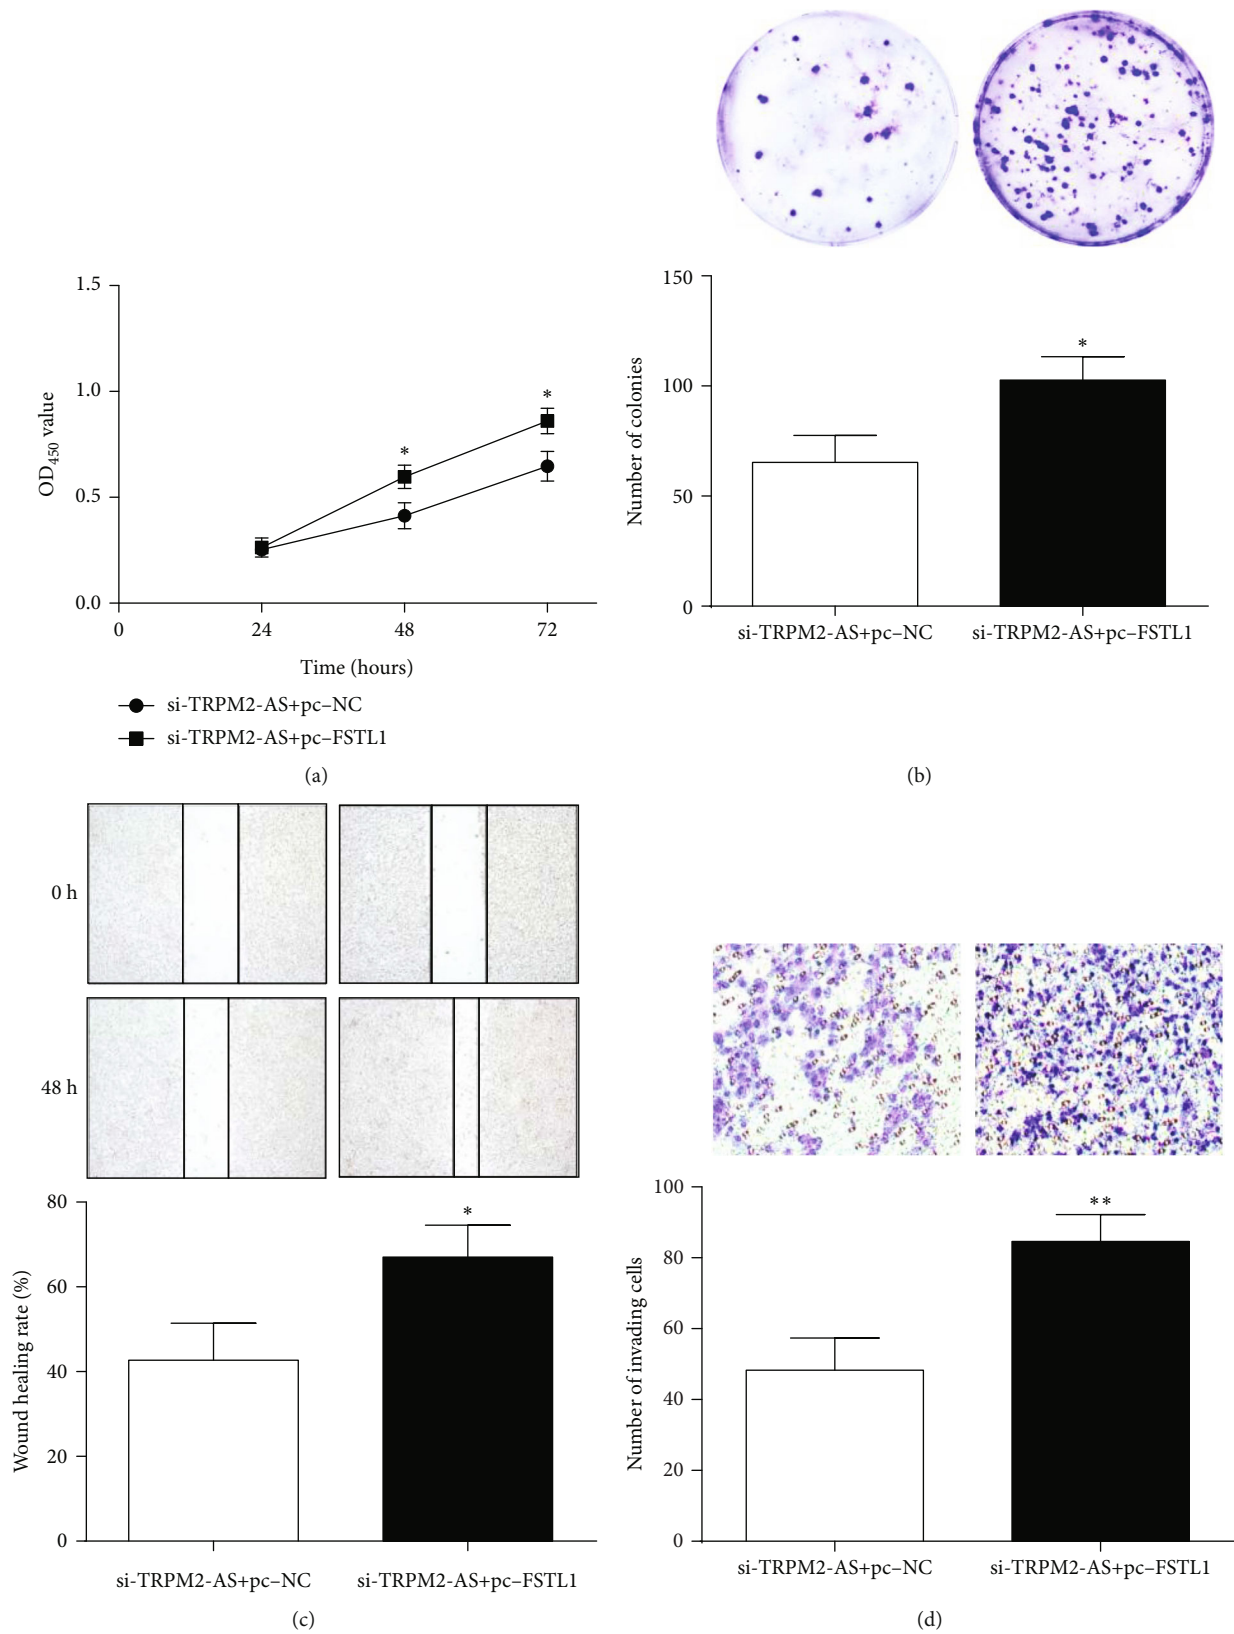 1.5
1.0
0.5
0.0
OD450 value
*
*
0
24
48
72
Time (hours)
si-TRPM2-AS+pc–NC
si-TRPM2-AS+pc–FSTL1
(a)
150
100
50
0
Number of colonies
*
si-TRPM2-AS+pc–NC
si-TRPM2-AS+pc–FSTL1
(b)
0 h
48 h
80
60
40
20
0
Wound healing rate (%)
*
si-TRPM2-AS+pc–NC
si-TRPM2-AS+pc–FSTL1
(c)
100
80
60
40
20
0
Number of invading cells
**
si-TRPM2-AS+pc–NC
si-TRPM2-AS+pc–FSTL1
(d)